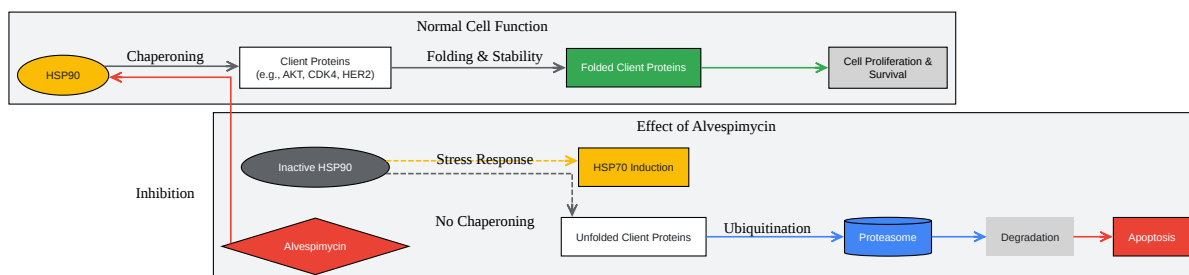 Normal Cell Function
HSP90
Chaperoning
Client Proteins
(e.g., AKT, CDK4, HER2)
Folding & Stability
Folded Client Proteins
Cell Proliferation &
Survival
Effect of Alvespimycin
Inactive HSP90
Stress Response
HSP70 Induction
Inhibition
No Chaperoning
Alvespimycin
Unfolded Client Proteins
Ubiquitination
Proteasome
Degradation
Apoptosis